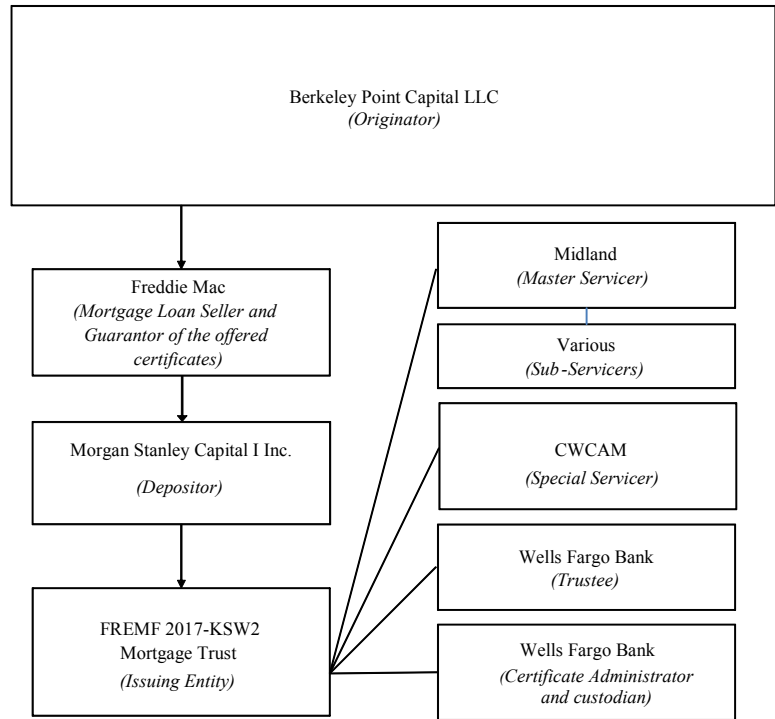 Berkeley Point Capital LLC
(Originator)
Freddie Mac
(Mortgage Loan Seller and
Guarantor of the offered
certificates)
Morgan Stanley Capital I Inc.
(Depositor)
FREMF 2017-KSW2
Mortgage Trust
(Issuing Entity)
Midland
(Master Servicer)
Various
(Sub-Servicers)
CWCAM
(Special Servicer)
Wells Fargo Bank
(Trustee)
Wells Fargo Bank
(Certificate Administrator
and custodian)